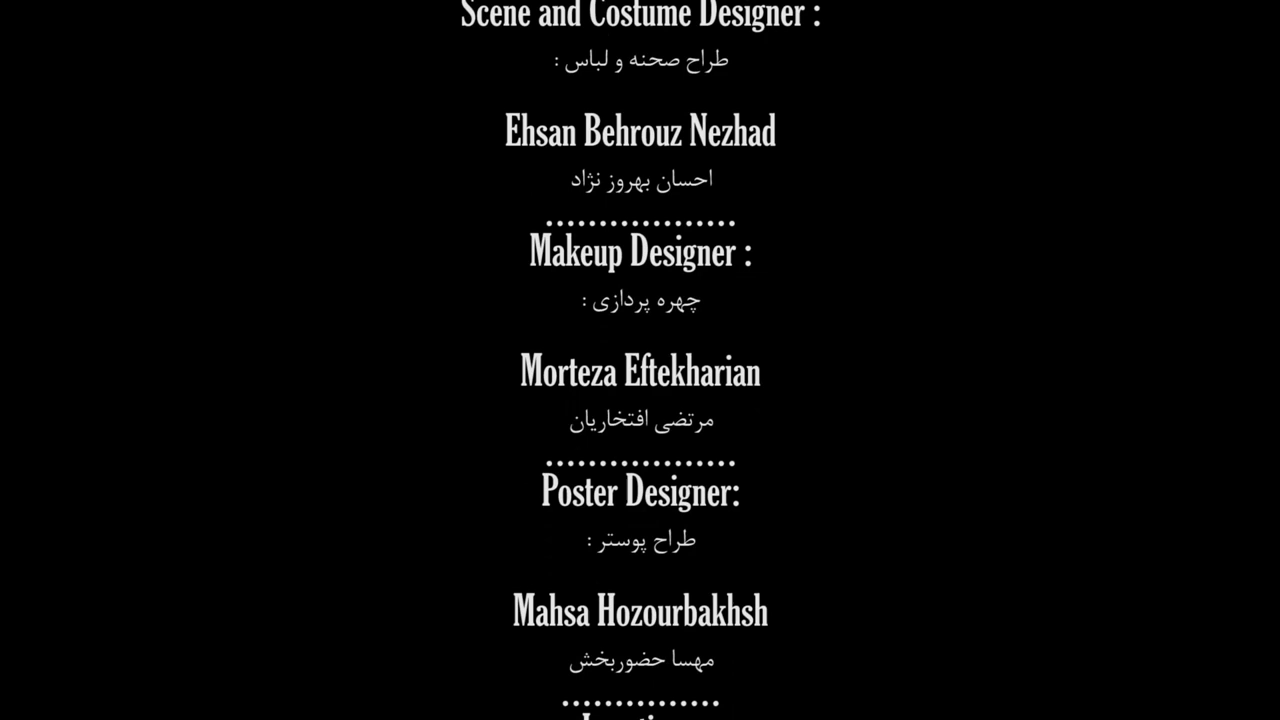 Scene and Costume Designer :
طراح صحنه و لباس :
Ehsan Behrouz Nezhad
احسان بهروز نژاد
..................
Makeup Designer :
چهره پردازی :
Morteza Eftekharian
مرتضی افتخاریان
..................
Poster Designer:
طراح پوستر :
Mahsa Hozourbakhsh
مهسا حضوربخش
...............